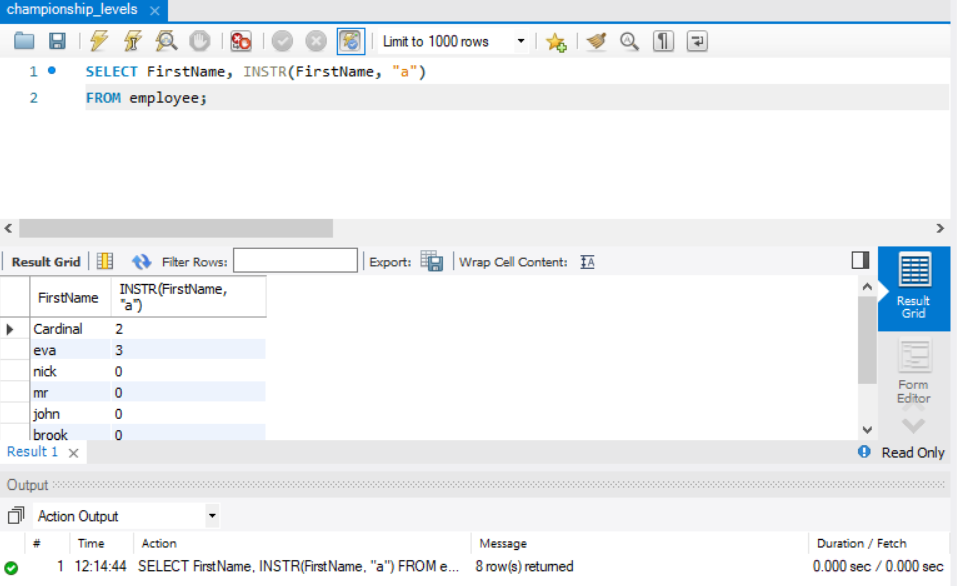 championship_levels ×
Limit to 1000 rows
1 SELECT FirstName, INSTR(FirstName, "a")
2 FROM employee;
Result Grid Filter Rows: Export: Wrap Cell Content: IA
FirstName INSTR(FirstName, "a")
Cardinal 2
eva 3
nick 0
mr 0
john 0
brook 0
Result Grid
Form Editor
Result 1 × Read Only
Output
Action Output
# Time Action Message Duration / Fetch
1 12:14:44 SELECT FirstName, INSTR(FirstName, "a") FROM e... 8 row(s) returned 0.000 sec / 0.000 sec